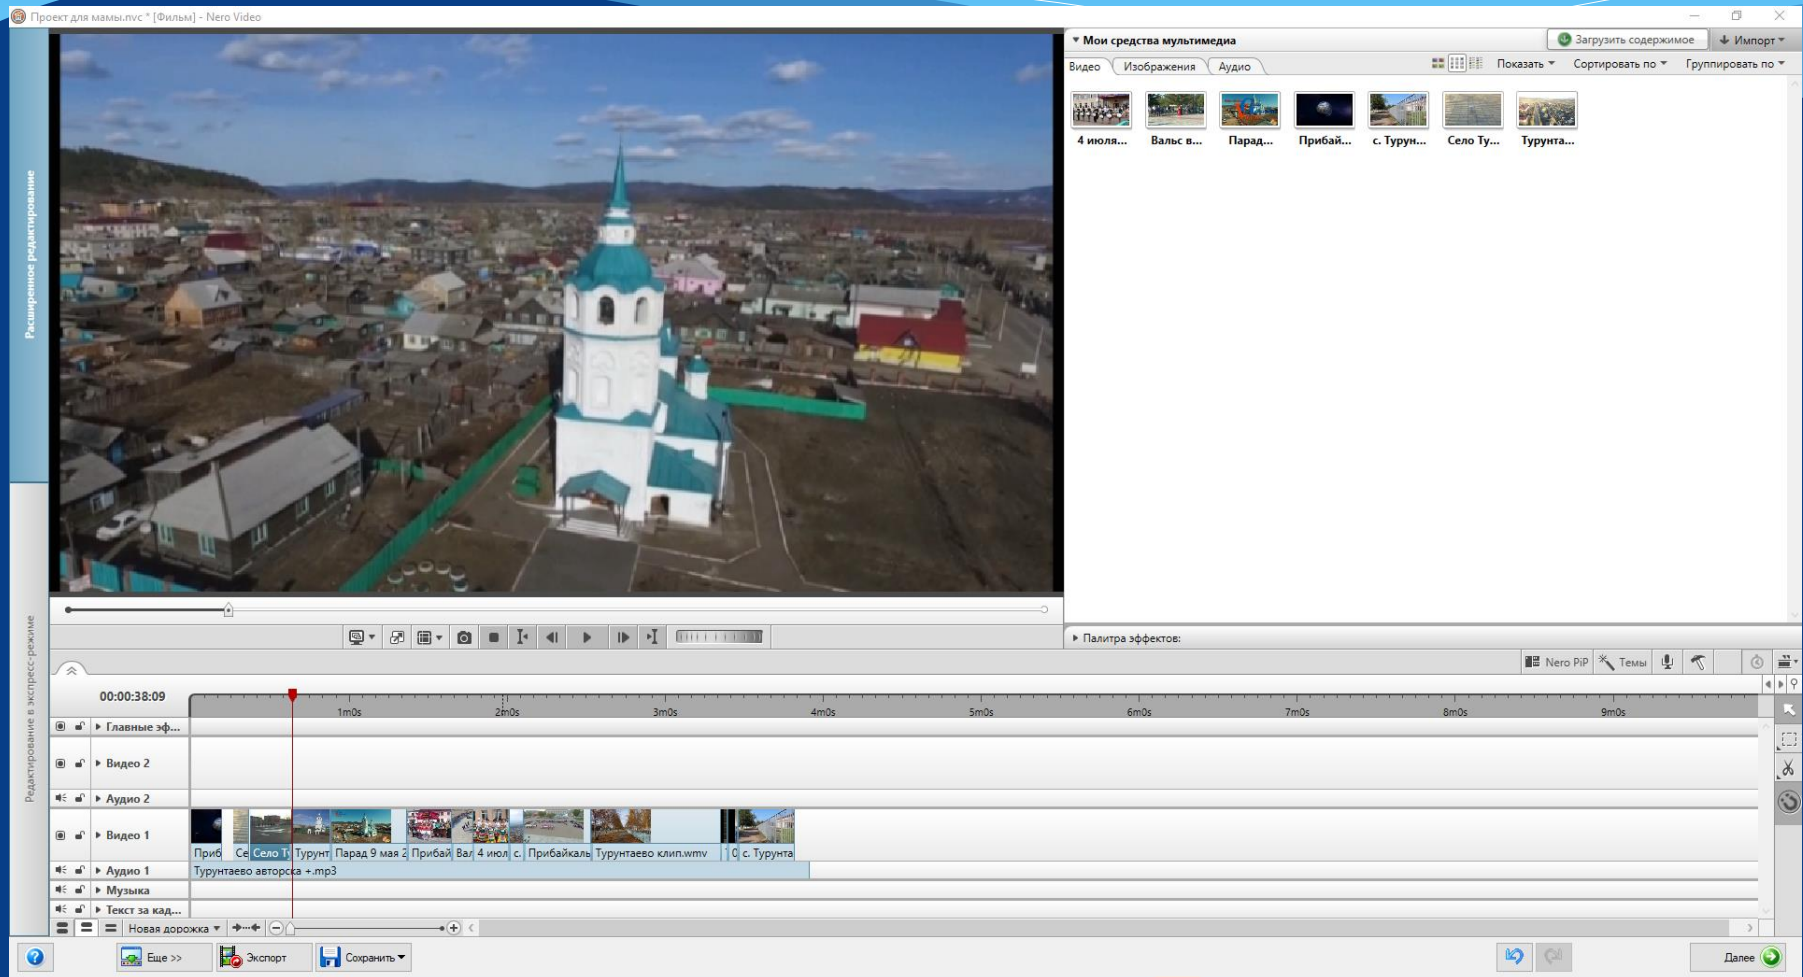 Проект для мамы.nvc * [Фильм] - Nero Video
Расширенное редактирование
Редактирование в экспресс-режиме
Мои средства мультимедиа
Загрузить содержимое
Импорт
Видео
Изображения
Аудио
Показать
Сортировать по
Группировать по
4 июля...
Вальс в...
Парад...
Прибай...
с. Турун...
Село Ту...
Турунта...
Палитра эффектов:
Nero PiP
Темы
00:00:38:09
1m0s
2m0s
3m0s
4m0s
5m0s
6m0s
7m0s
8m0s
9m0s
Главные эф...
Видео 2
Аудио 2
Видео 1
Приб
Се
Село Т
Турунт
Парад 9 мая 2
Прибай
Вал
4 июл
с.
Прибайкаль
Турунтаево клип.wmv
с. Турунта
Аудио 1
Турунтаево авторска +.mp3
Музыка
Текст за кад...
Новая дорожка
Еще >>
Экспорт
Сохранить
Далее